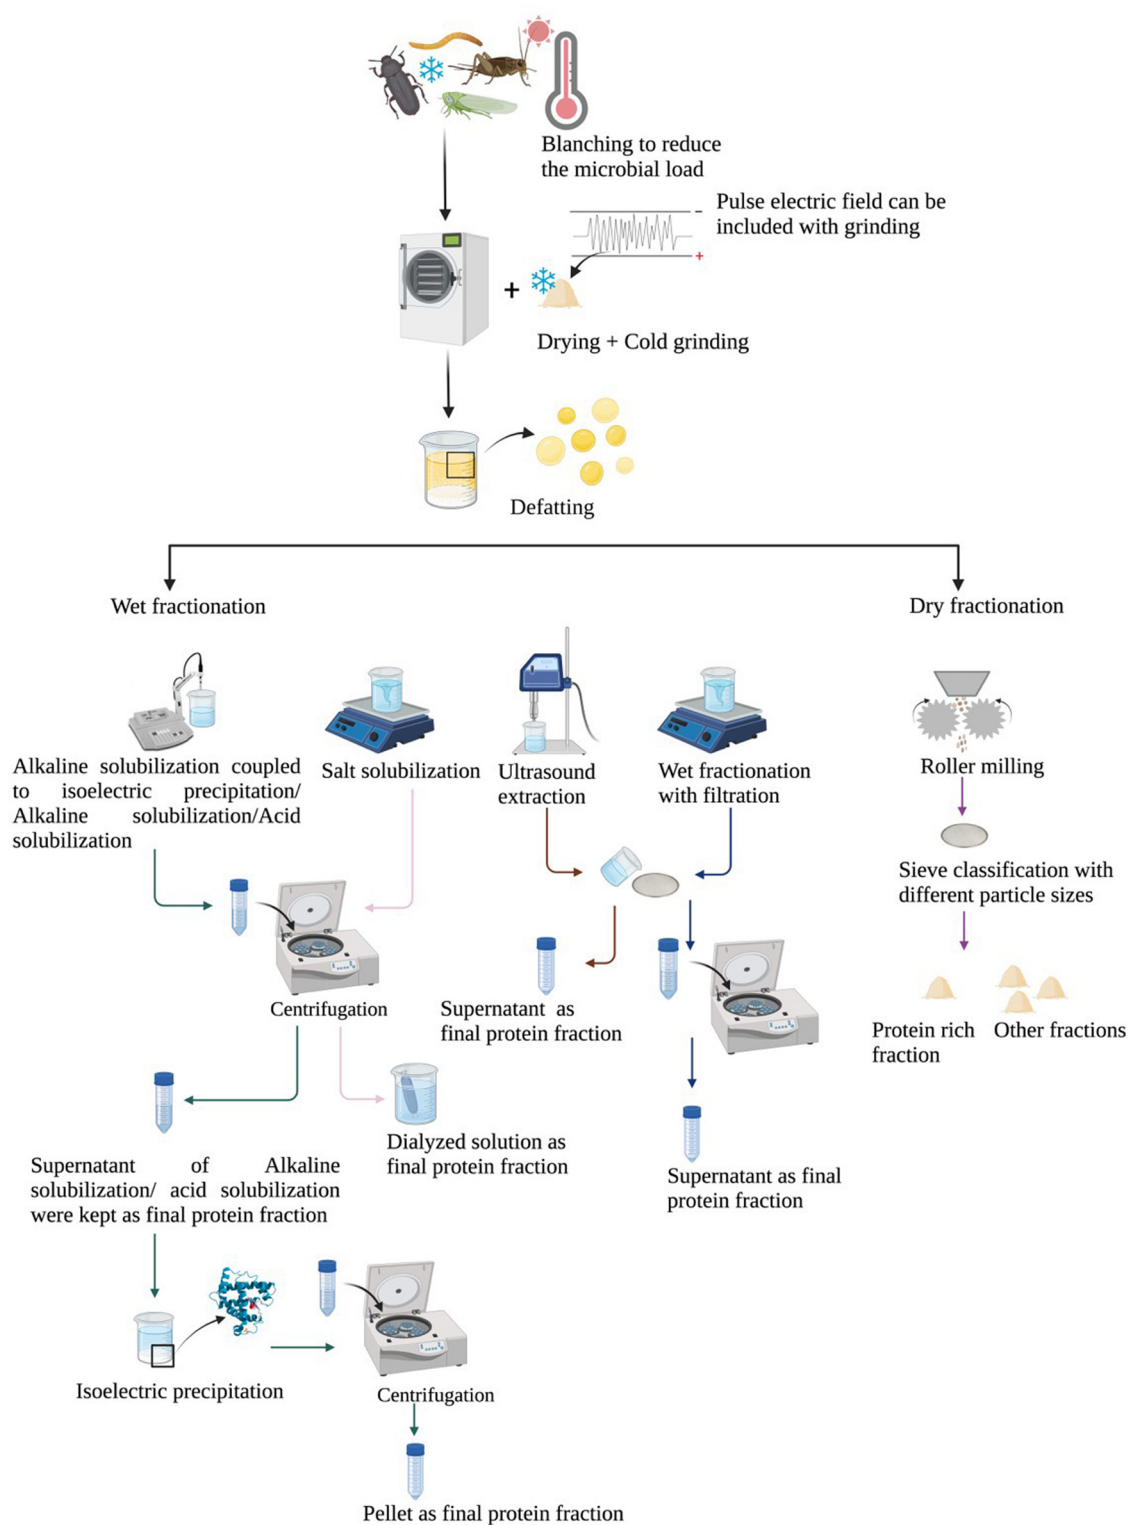 Blanching to reduce
the microbial load
Pulse electric field can be
included with grinding
−
+
+
Drying + Cold grinding
Defatting
Wet fractionation
Dry fractionation
Alkaline solubilization coupled
to isoelectric precipitation/
Alkaline solubilization/Acid
solubilization
Salt solubilization
Ultrasound
extraction
Wet fractionation
with filtration
Roller milling
Sieve classification with
different particle sizes
Centrifugation
Supernatant as
final protein fraction
Protein rich
fraction
Other fractions
Dialyzed solution as
final protein fraction
Supernatant of Alkaline
solubilization/ acid solubilization
were kept as final protein fraction
Supernatant as final
protein fraction
Isoelectric precipitation
Centrifugation
Pellet as final protein fraction